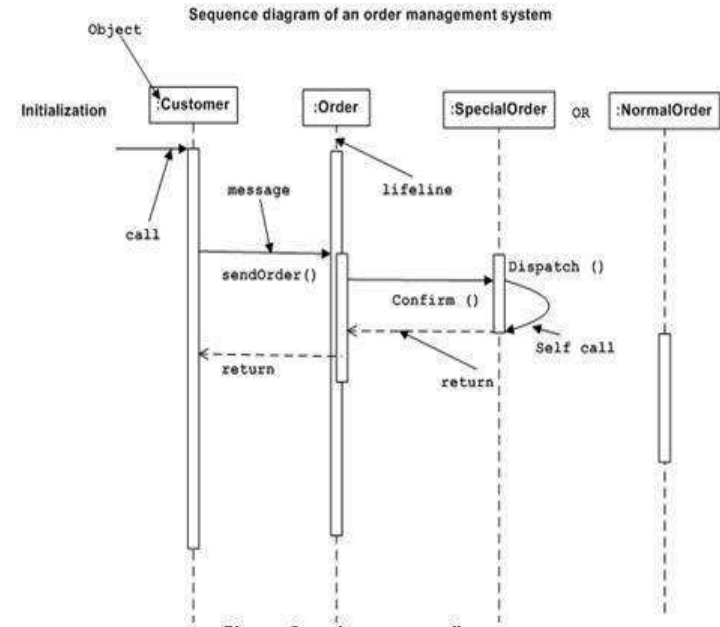 Sequence diagram of an order management system
Object
Initialization
:Customer
:Order
:SpecialOrder
OR
:NormalOrder
message
lifeline
call
sendOrder()
Dispatch ()
Confirm ()
Self call
return
return